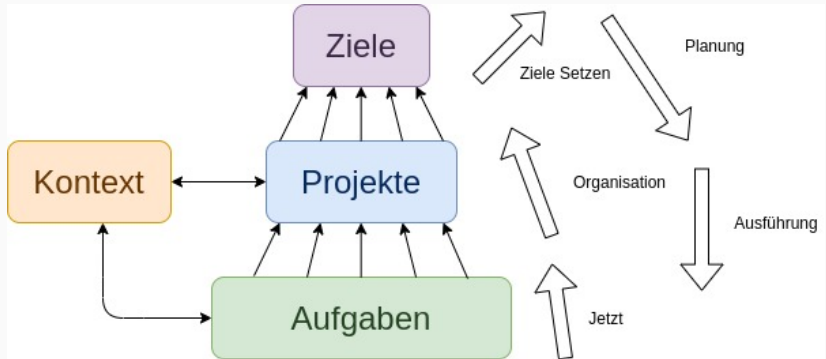 Ziele
Planung
Ziele Setzen
Kontext
Projekte
Organisation
Ausführung
Aufgaben
Jetzt